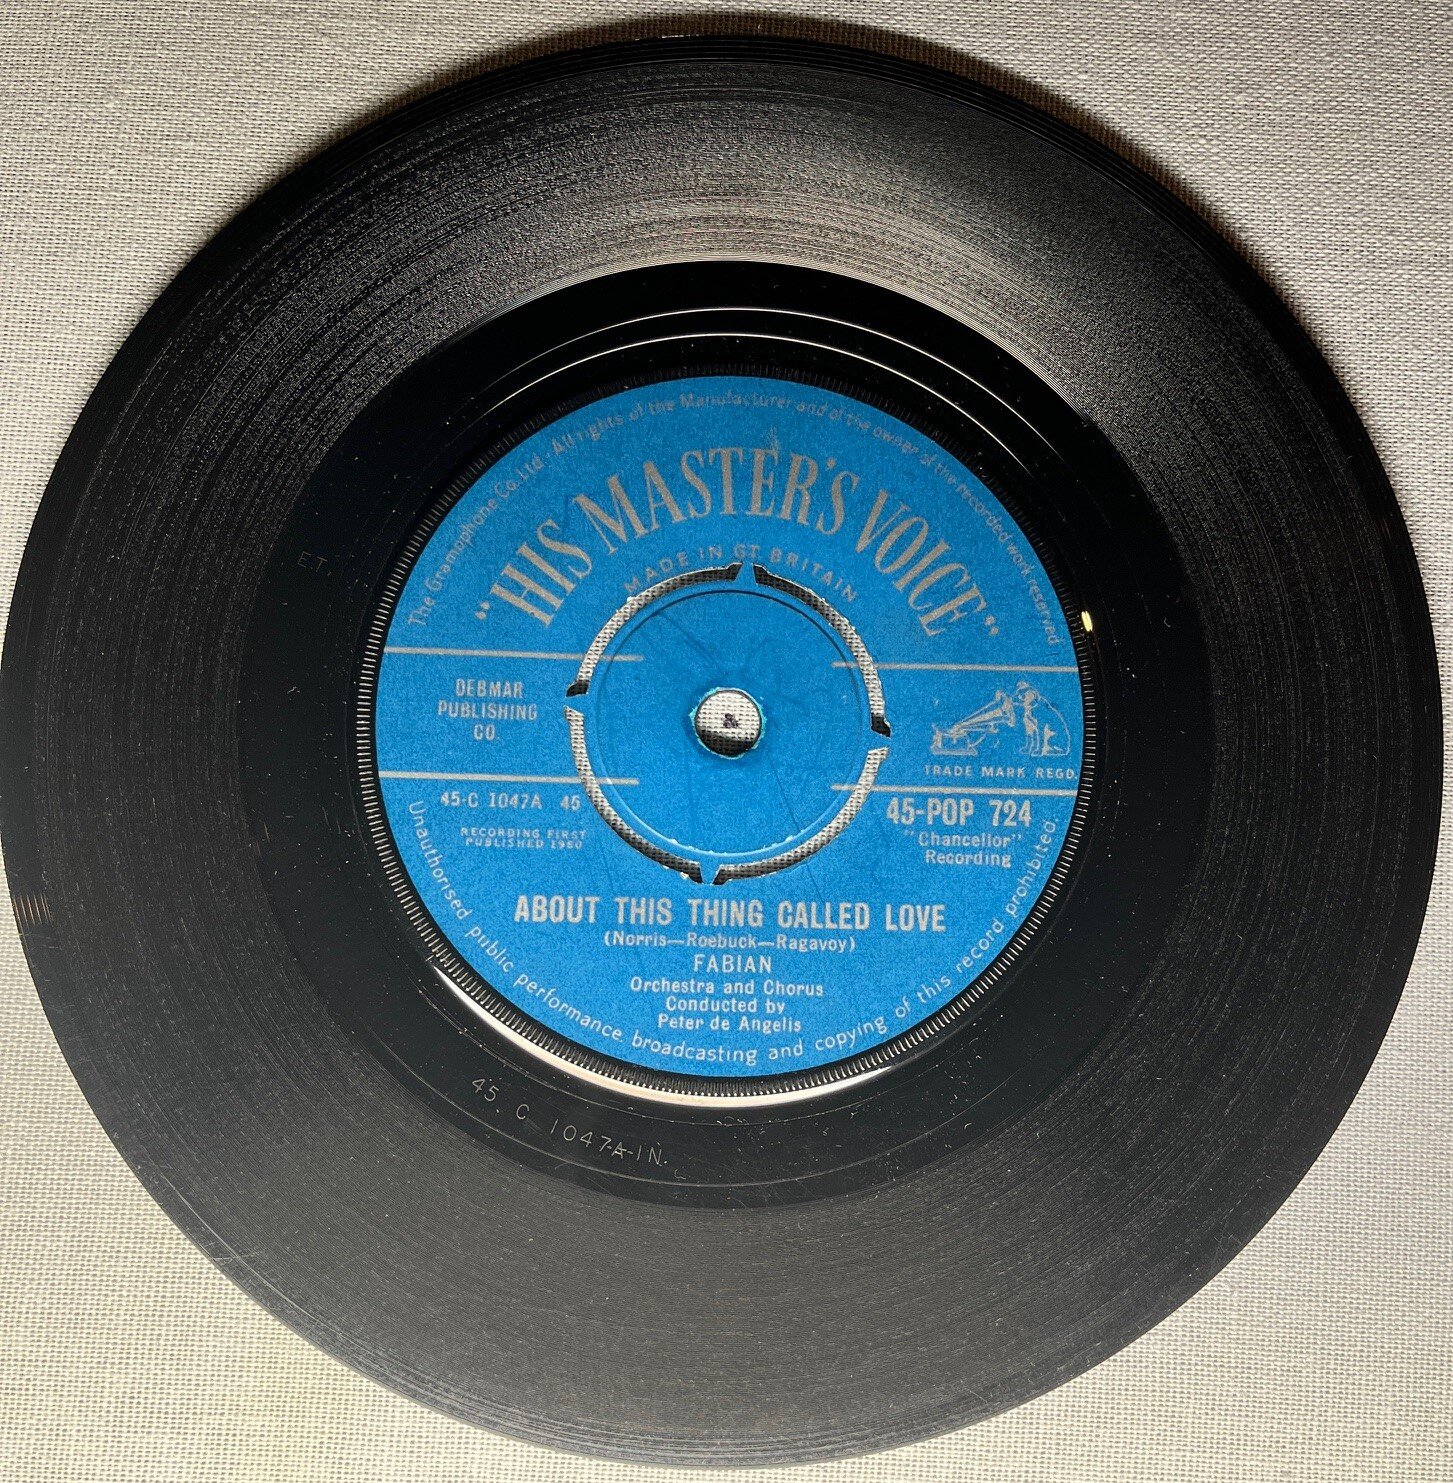 The Gramophone Co. Ltd. All rights of the Manufacturer and of the owner of the recorded work reserved
"HIS MASTER'S VOICE"
MADE IN GT. BRITAIN
DEBMAR
PUBLISHING
CO
TRADE MARK REGD.
45-C 1047A 45
RECORDING FIRST
PUBLISHED 1960
45-POP 724
"Chancellor"
Recording
ABOUT THIS THING CALLED LOVE
(Norris—Roebuck—Ragavoy)
FABIAN
Orchestra and Chorus
Conducted by
Peter de Angelis
Unauthorised public performance, broadcasting and copying of this record prohibited.
ET
45. C 1047A-1N.
&